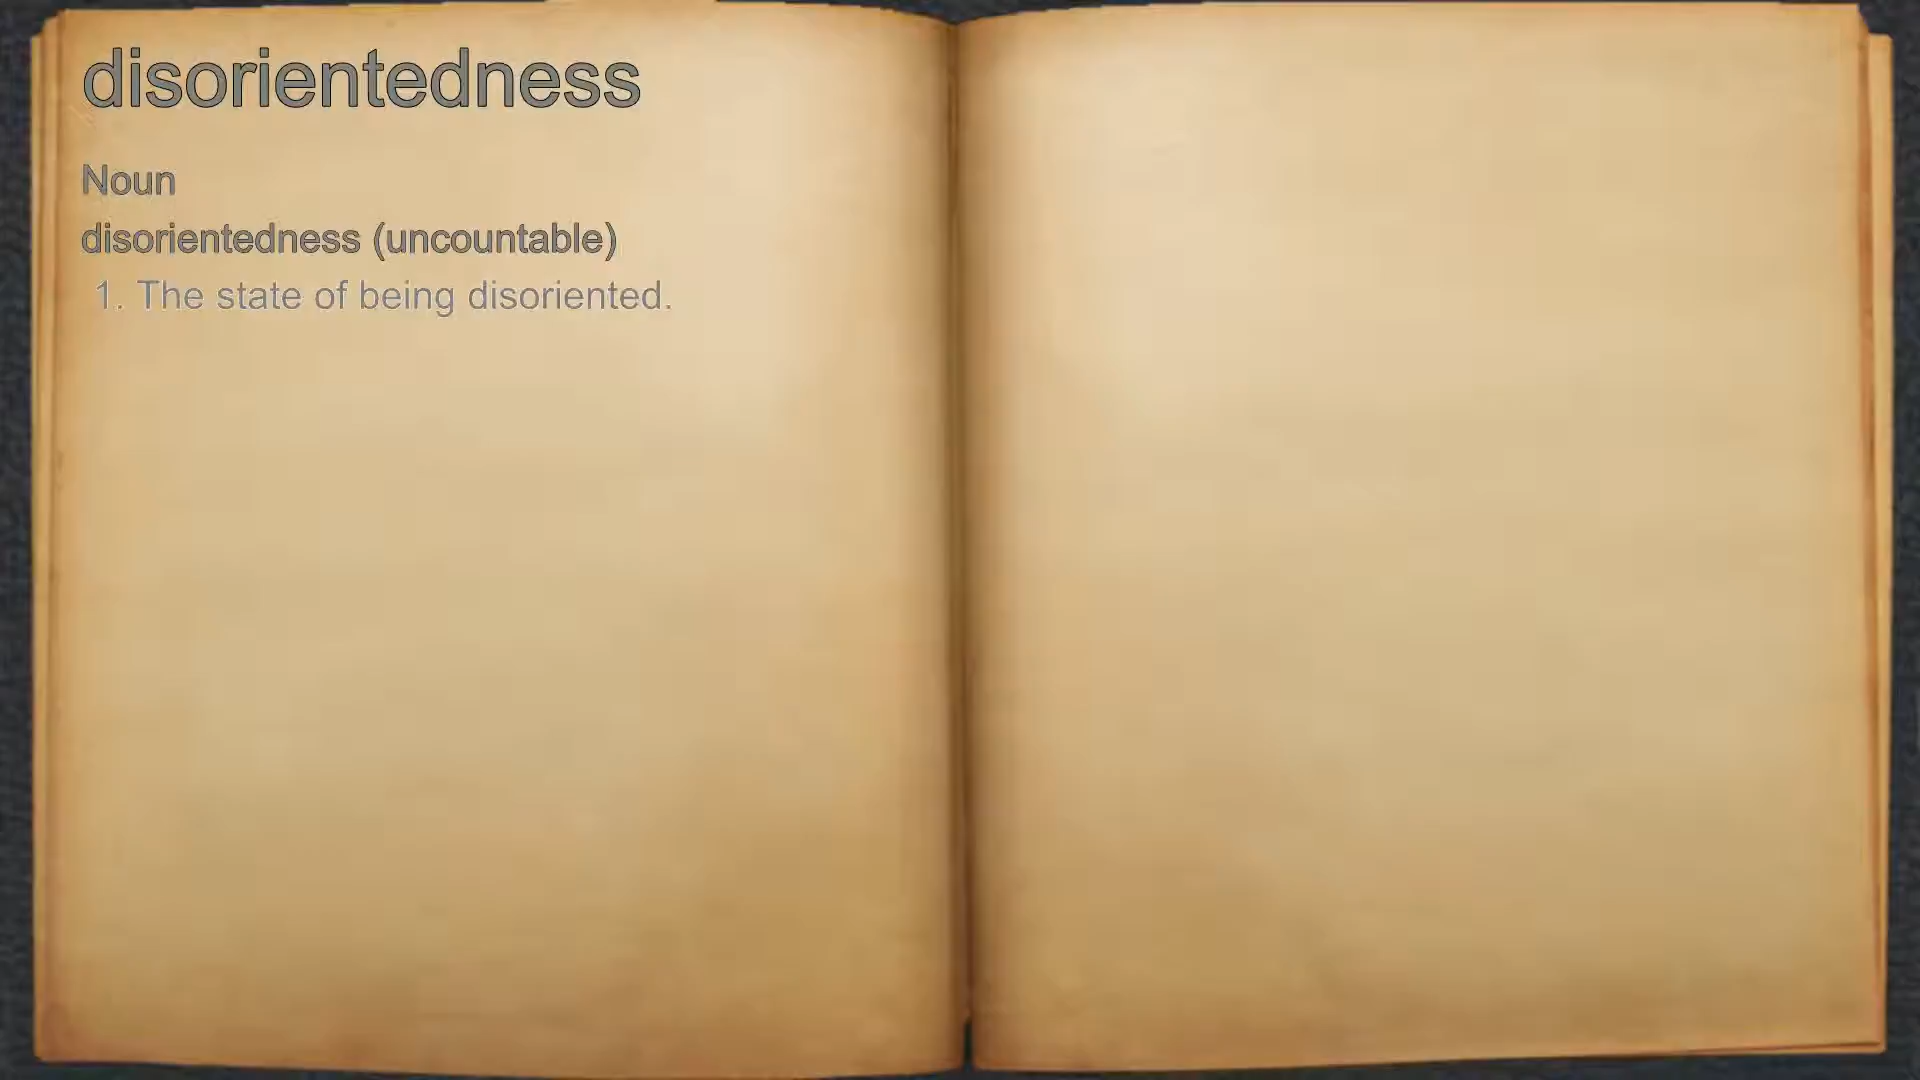 disorientedness
Noun
disorientedness (uncountable)
1. The state of being disoriented.